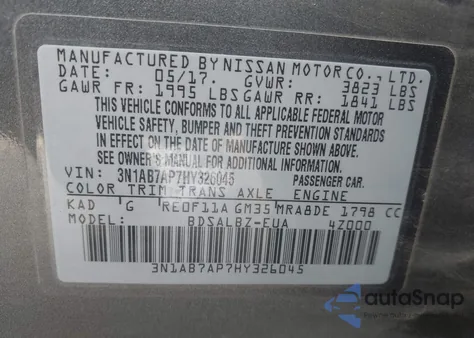 MANUFACTURED BY NISSAN MOTOR CO., LTD.
DATE: 05/17. GVWR: 3823 LBS
GAWR FR: 1995 LBS GAWR RR: 1841 LBS
THIS VEHICLE CONFORMS TO ALL APPLICABLE FEDERAL MOTOR
VEHICLE SAFETY, BUMPER AND THEFT PREVENTION STANDARDS
IN EFFECT ON THE DATE OF MANUFACTURE SHOWN ABOVE.
SEE OWNER'S MANUAL FOR ADDITIONAL INFORMATION.
VIN: 3N1AB7AP7HY326045 PASSENGER CAR.
COLOR TRIM TRANS AXLE ENGINE
KAD G RE0F11A GM35 MRA8DE 1798 CC
MODEL: BDSALBZ-EUA 4Z000
3N1AB7AP7HY326045
autoSnap